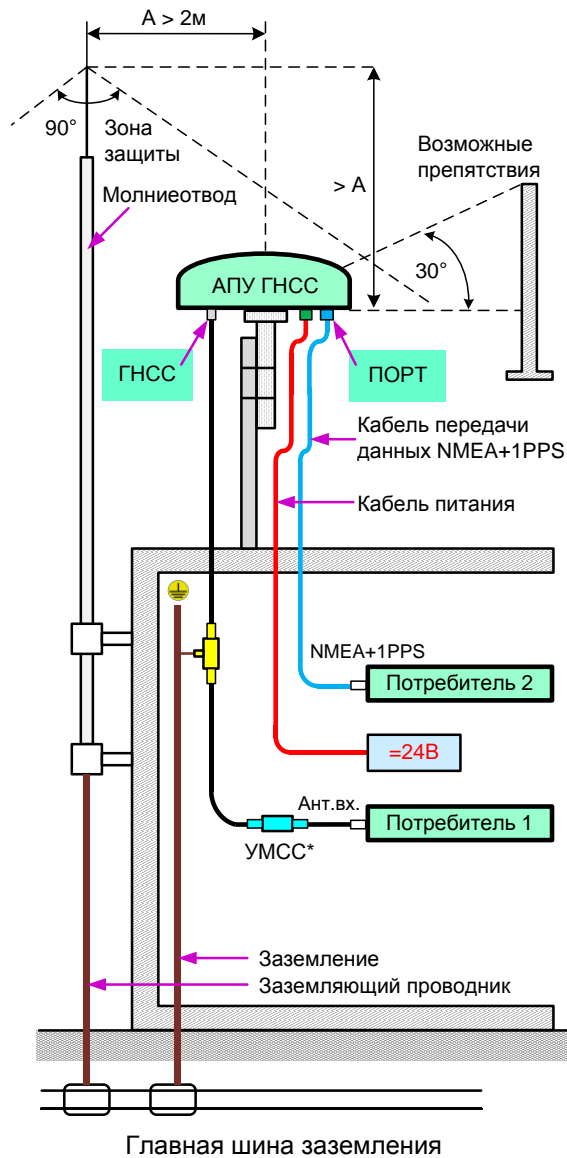 А > 2м
90°
Зона
защиты
Молниеотвод
> А
Возможные
препятствия
30°
АПУ ГНСС
ГНСС
ПОРТ
Кабель передачи
данных NMEA+1PPS
Кабель питания
NMEA+1PPS
Потребитель 2
=24В
Ант.вх.
Потребитель 1
УМСС*
Заземление
Заземляющий проводник
Главная шина заземления